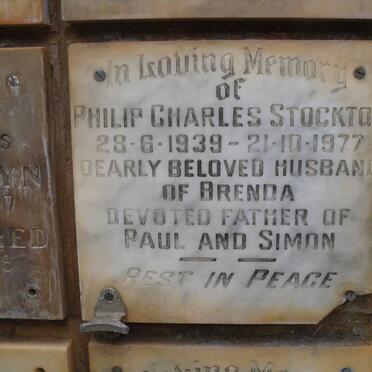 In Loving Memory
of
PHILIP CHARLES STOCKTO
28-6-1939 - 21-10-1977
DEARLY BELOVED HUSBAND
OF BRENDA
DEVOTED FATHER OF
PAUL AND SIMON
REST IN PEACE